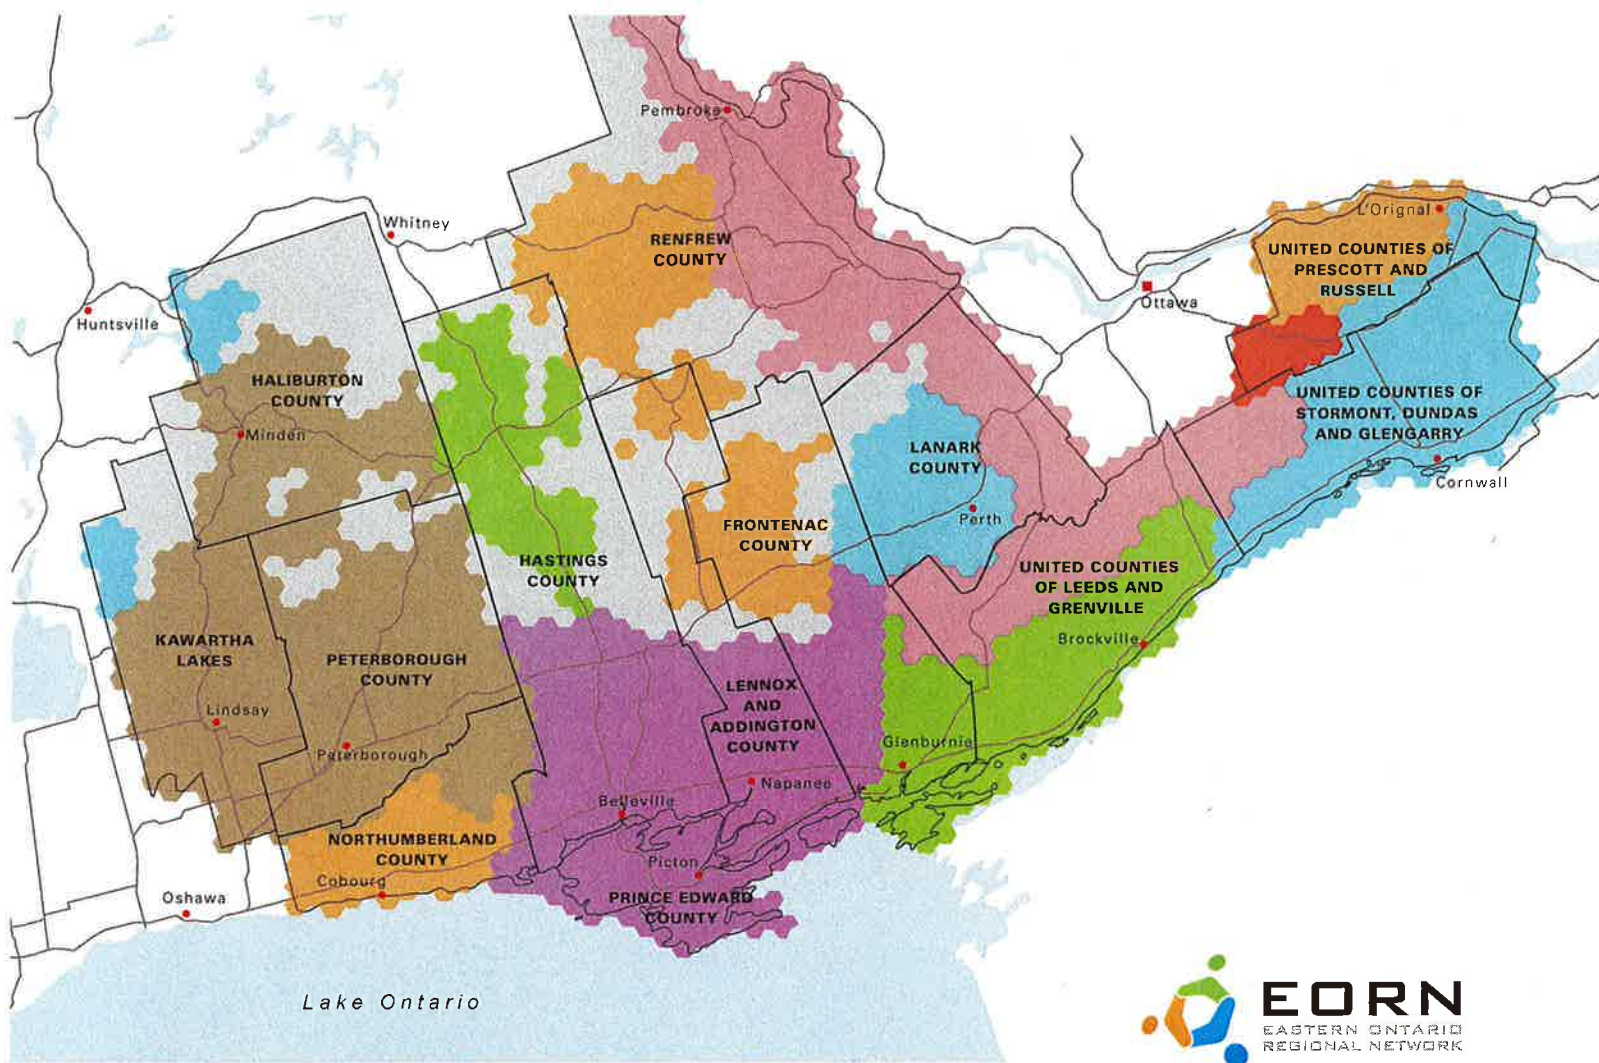 Pembroke
Whitney
RENFREW
COUNTY
L'Orignal
UNITED COUNTIES OF
PRESCOTT AND
RUSSELL
Ottawa
Huntsville
HALIBURTON
COUNTY
Minden
UNITED COUNTIES OF
STORMONT, DUNDAS
AND GLENGARRY
LANARK
COUNTY
Cornwall
Perth
FRONTENAC
COUNTY
HASTINGS
COUNTY
UNITED COUNTIES
OF LEEDS AND
GRENVILLE
Brockville
KAWARTHA
LAKES
PETERBOROUGH
COUNTY
LENNOX
AND
ADDINGTON
COUNTY
Lindsay
Peterborough
Glenburnie
Napanee
Belleville
NORTHUMBERLAND
COUNTY
Cobourg
Picton
PRINCE EDWARD
COUNTY
Oshawa
Lake Ontario
EORN
EASTERN ONTARIO
REGIONAL NETWORK